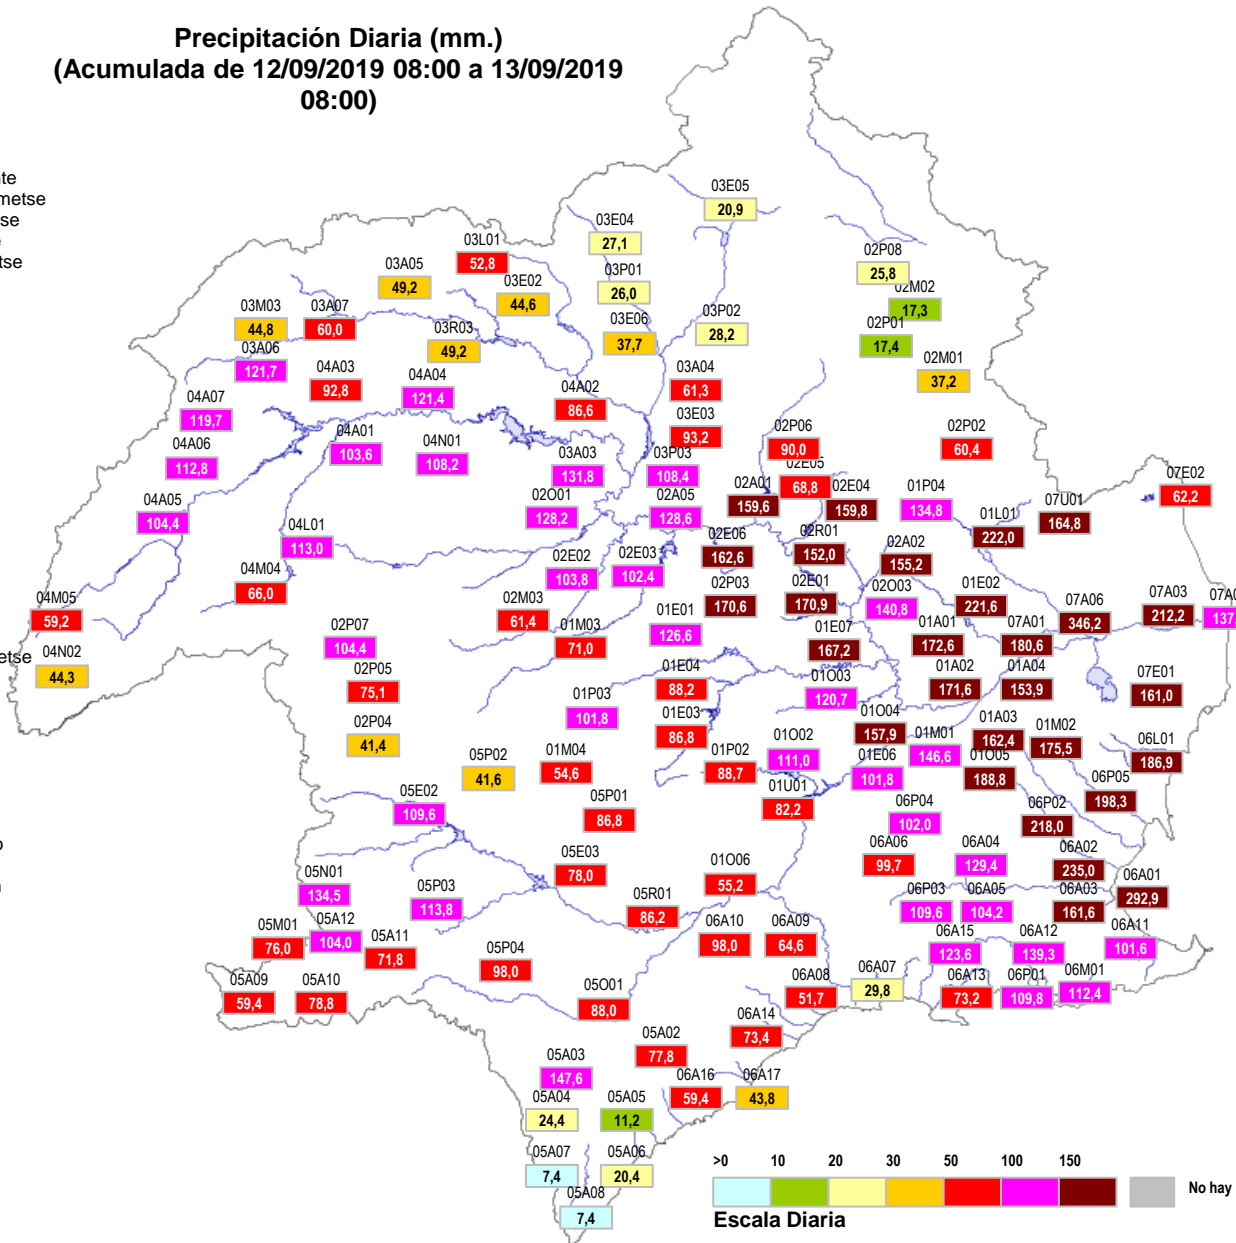 Precipitación Diaria (mm.)
(Acumulada de 12/09/2019 08:00 a 13/09/2019
08:00)
03E05
20,9
03E04
27,1
03L01
52,8
02P08
25,8
03A05
49,2
03P01
26,0
03E02
44,6
02M02
17,3
03M03
44,8
03A07
60,0
03R03
49,2
03E06
37,7
03P02
28,2
02P01
17,4
03A06
121,7
04A03
92,8
04A04
121,4
03A04
61,3
02M01
37,2
04A07
119,7
04A02
86,6
03E03
93,2
04A01
103,6
04N01
108,2
02P06
90,0
02P02
60,4
04A06
112,8
03A03
131,8
03P03
108,4
02E05
68,8
07E02
62,2
04A05
104,4
02O01
128,2
02A05
128,6
02A01
159,6
02E04
159,8
01P04
134,8
07U01
164,8
01L01
222,0
04L01
113,0
02E06
162,6
02R01
152,0
02A02
155,2
04M04
66,0
02E02
103,8
02E03
102,4
02P03
170,6
02E01
170,9
02O03
140,8
01E02
221,6
04M05
59,2
02M03
61,4
01E01
126,6
07A06
346,2
07A03
212,2
07A0
137,
02P07
104,4
01M03
71,0
01E07
167,2
01A01
172,6
07A01
180,6
04N02
44,3
02P05
75,1
01E04
88,2
01O03
120,7
01A02
171,6
01A04
153,9
07E01
161,0
01P03
101,8
01E03
86,8
01O04
157,9
01A03
162,4
02P04
41,4
01M01
146,6
01M02
175,5
05P02
41,6
01M04
54,6
01P02
88,7
01O02
111,0
01E06
101,8
01O05
188,8
06L01
186,9
05E02
109,6
05P01
86,8
01U01
82,2
06P04
102,0
06P02
218,0
06P05
198,3
05E03
78,0
01O06
55,2
06A06
99,7
06A04
129,4
06A02
235,0
05N01
134,5
05P03
113,8
05R01
86,2
06P03
109,6
06A05
104,2
06A03
161,6
06A01
292,9
05M01
76,0
05A12
104,0
05A11
71,8
06A10
98,0
06A09
64,6
06A15
123,6
06A12
139,3
06A11
101,6
05P04
98,0
05A09
59,4
05A10
78,8
05O01
88,0
06A08
51,7
06A07
29,8
06A13
73,2
06P01
109,8
06M01
112,4
06A14
73,4
05A02
77,8
05A03
147,6
06A16
59,4
06A17
43,8
05A04
24,4
05A05
11,2
05A07
7,4
05A06
20,4
05A08
7,4
>0 10 20 30 50 100 150
No hay
Escala Diaria